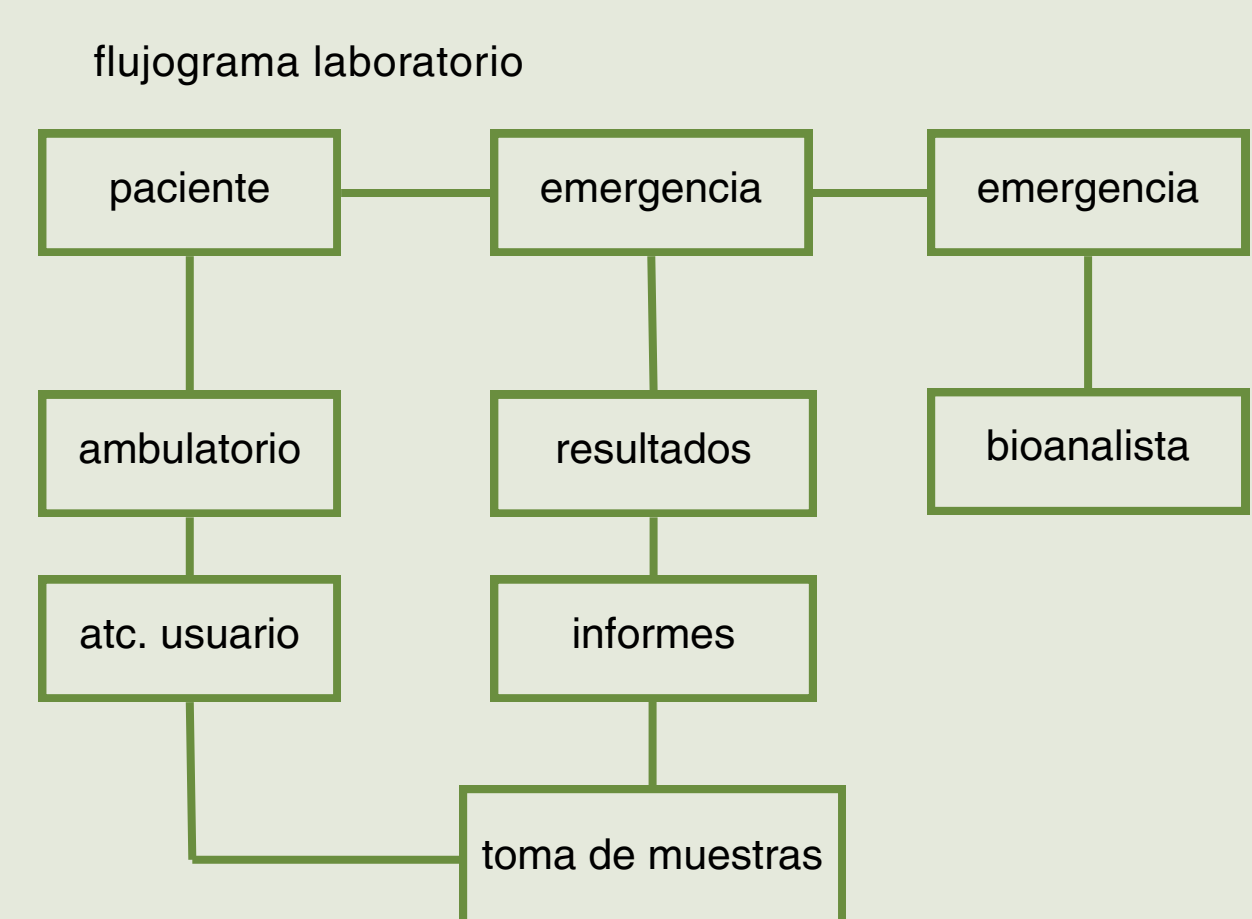 flujograma laboratorio
paciente
emergencia
emergencia
ambulatorio
resultados
bioanalista
atc. usuario
informes
toma de muestras